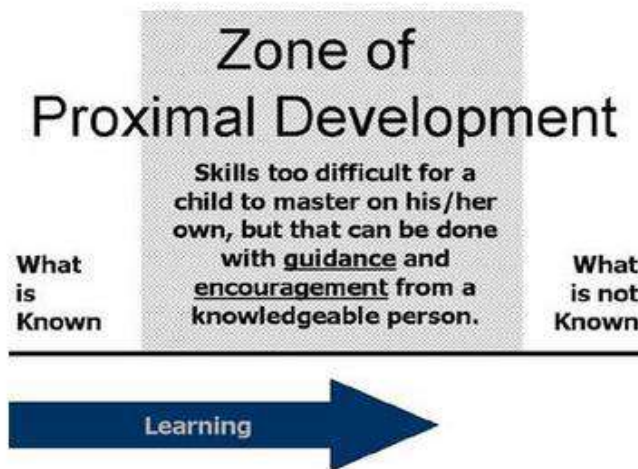 Zone of
Proximal Development
Skills too difficult for a
child to master on his/her
own, but that can be done
with guidance and
encouragement from a
knowledgeable person.
What
is
Known
What
is not
Known
Learning